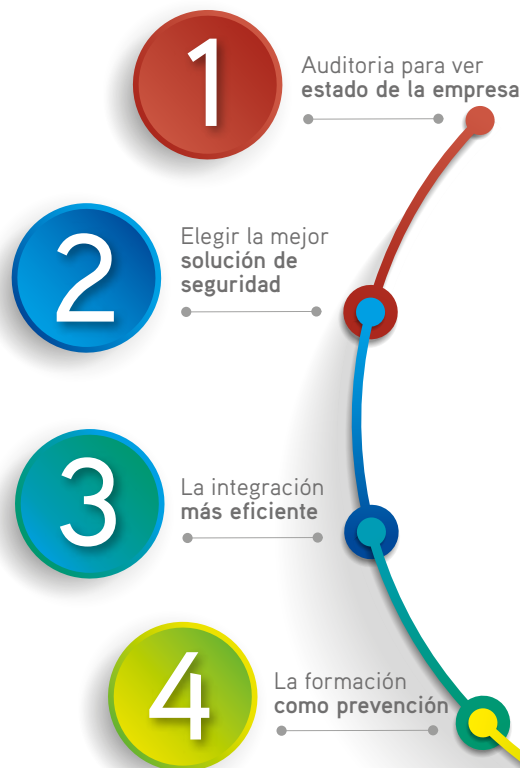 1
Auditoria para ver
estado de la empresa
2
Elegir la mejor
solución de
seguridad
3
La integración
más eficiente
4
La formación
como prevención